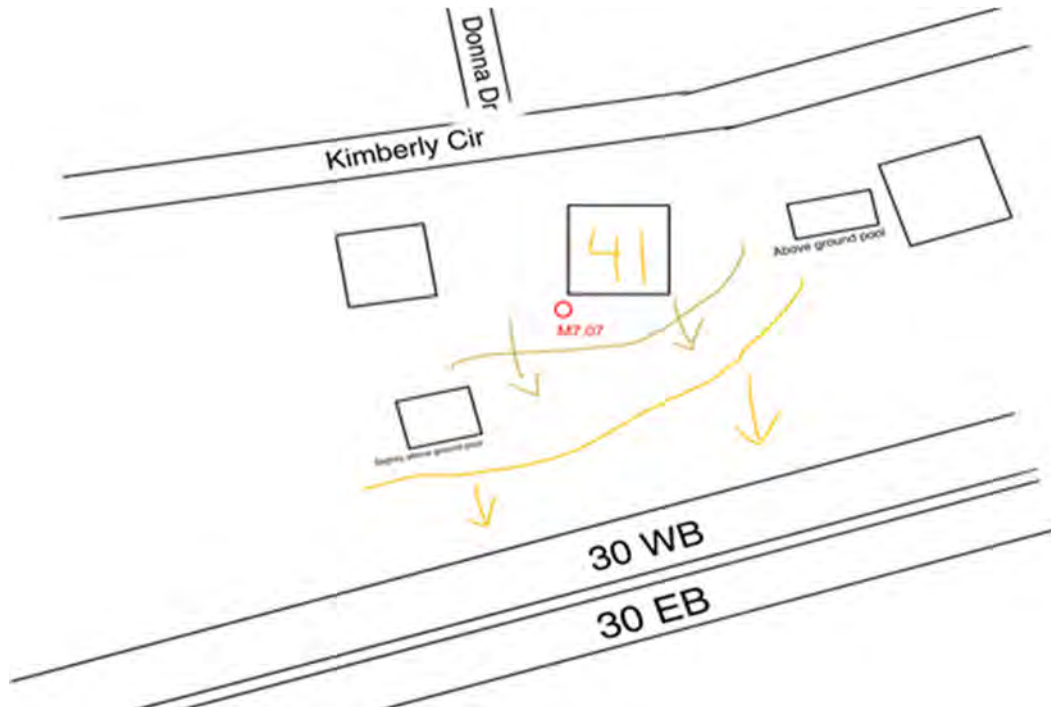 Donna Dr
Kimberly Cir
41
Above ground pool
M7.07
above ground pool
30 WB
30 EB